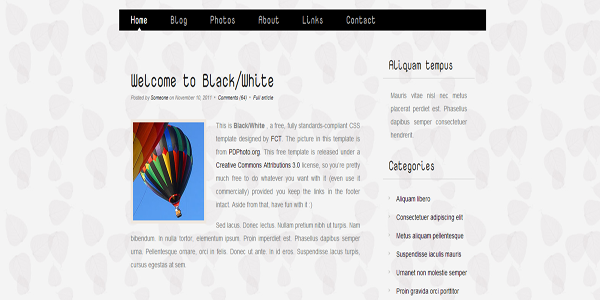 Home Blog Photos About Links Contact
Welcome to Black/White
Posted by Someone on November 10, 2011 • Comments (64) • Full article
This is Black/White , a free, fully standards-compliant CSS
template designed by FCT. The picture in this template is
from PDPhoto.org. This free template is released under a
Creative Commons Attributions 3.0 license, so you're pretty
much free to do whatever you want with it (even use it
commercially) provided you keep the links in the footer
intact. Aside from that, have fun with it :)
Sed lacus. Donec lectus. Nullam pretium nibh ut turpis. Nam
bibendum. In nulla tortor, elementum ipsum. Proin imperdiet est. Phasellus dapibus semper
urna. Pellentesque ornare, orci in felis. Donec ut ante. In id eros. Suspendisse lacus turpis,
cursus egestas at sem.
Aliquam tempus
Mauris vitae nisl nec metus
placerat perdiet est. Phasellus
dapibus semper consectetuer
hendrerit.
Categories
Aliquam libero
Consectetuer adipiscing elit
Metus aliquam pellentesque
Suspendisse iaculis mauris
Urnanet non molestie semper
Proin gravida orci porttitor